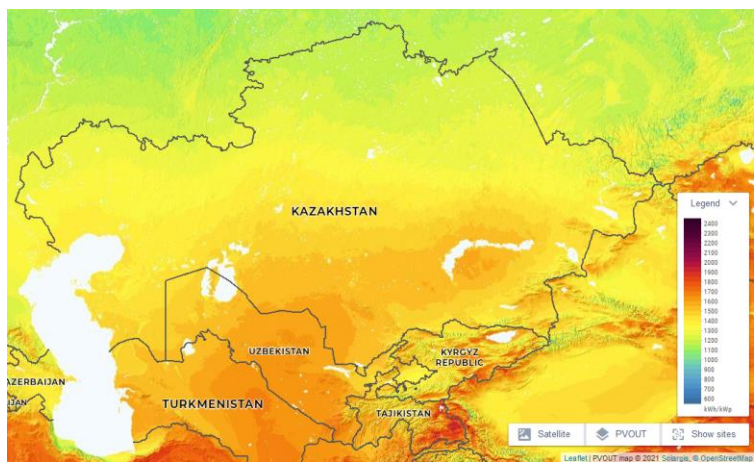 KAZAKHSTAN
Legend
2400
2300
2200
2100
2000
1900
1800
1700
1600
1500
1400
1300
1200
1100
1000
900
800
700
600
kWh/kWp
UZBEKISTAN
KYRGYZ
REPUBLIC
AZERBAIJAN
TURKMENISTAN
TAJIKISTAN
Satellite
PVOUT
Show sites
Leaflet | PVOUT map © 2021 Solargis, © OpenStreetMap